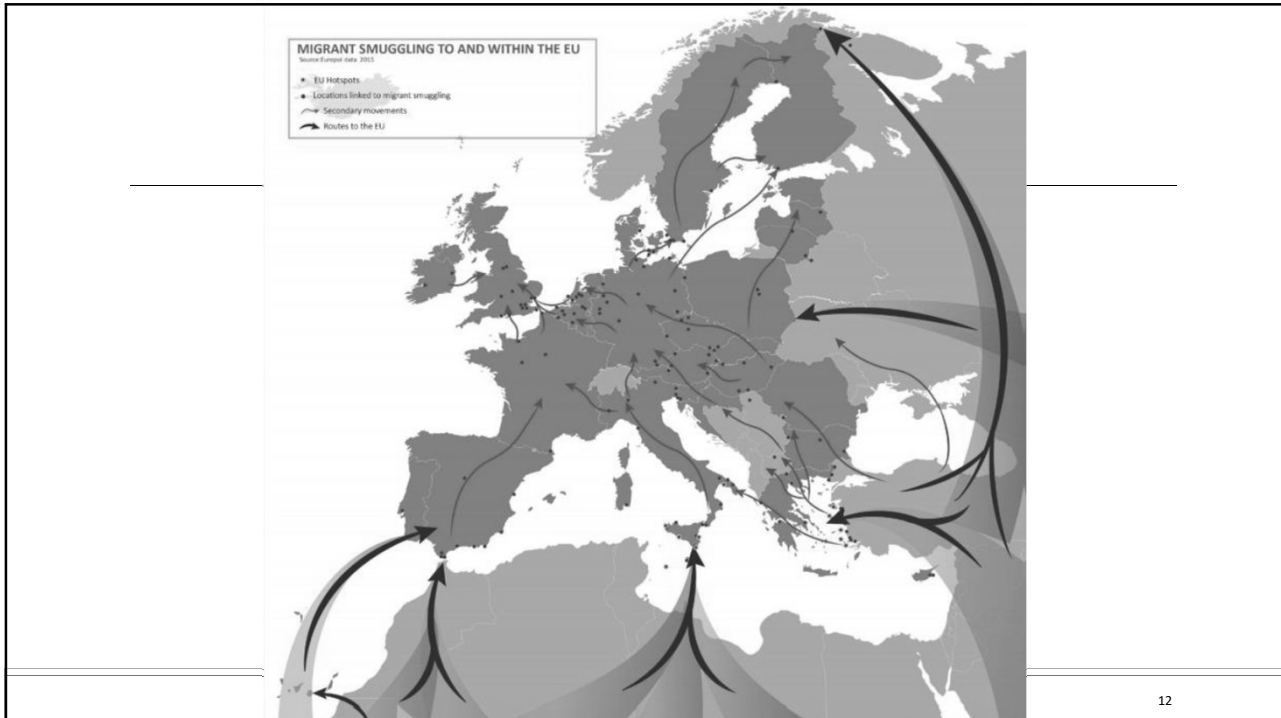 MIGRANT SMUGGLING TO AND WITHIN THE EU
Source:Europol data 2015
EU Hotspots
Locations linked to migrant smuggling
Secondary movements
Routes to the EU
12